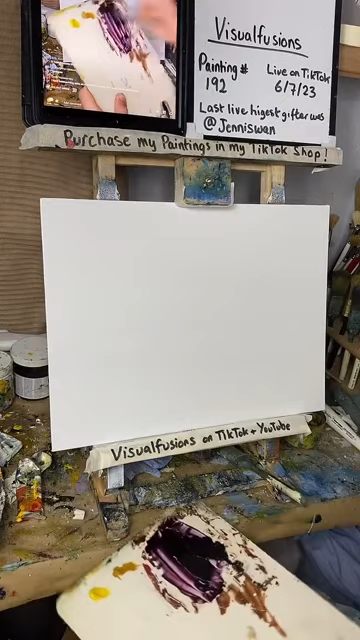 Visualfusions
Painting#
192
Live on TikTok
6/7/23
Last live higest gifter was
@Jenniswan
Purchase my Paintings in my TikTok Shop!
Visualfusions on TikTok + YouTube